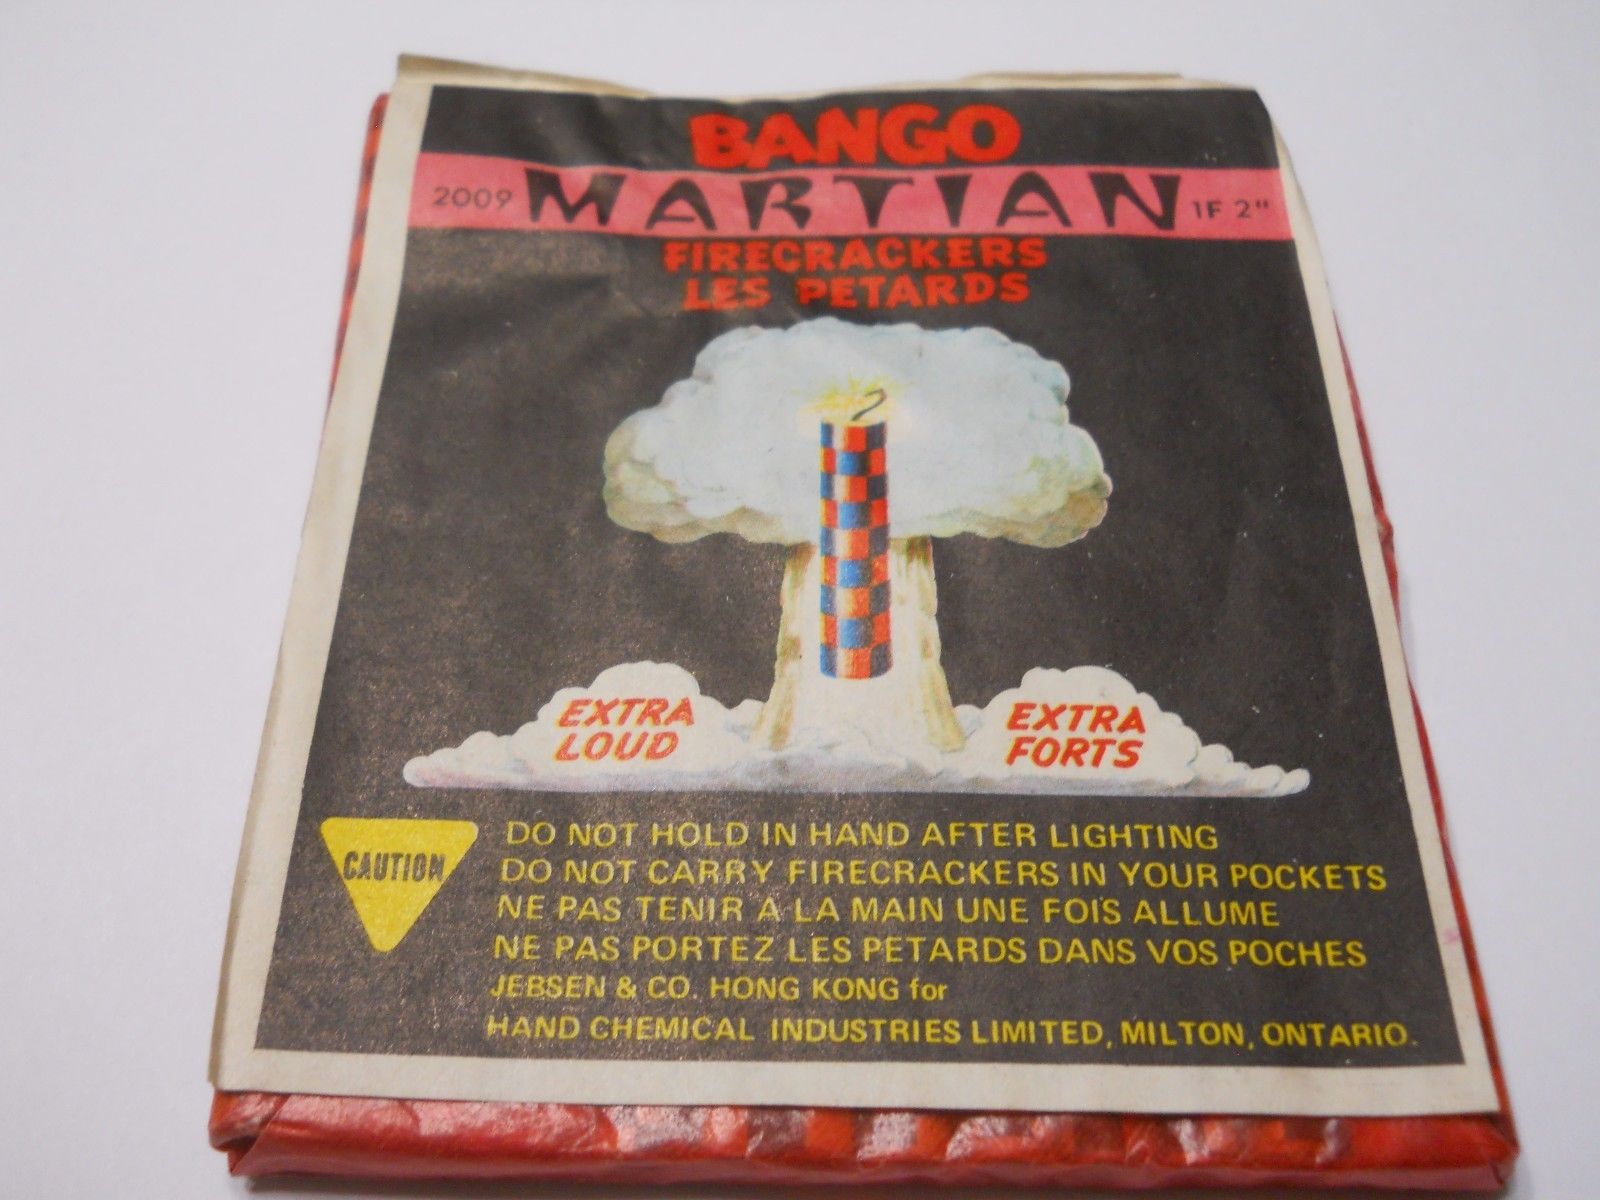 BANGO
2009 MARTIAN 1F 2"
FIRECRACKERS
LES PETARDS
EXTRA
LOUD
EXTRA
FORTS
CAUTION
DO NOT HOLD IN HAND AFTER LIGHTING
DO NOT CARRY FIRECRACKERS IN YOUR POCKETS
NE PAS TENIR A LA MAIN UNE FOIS ALLUME
NE PAS PORTEZ LES PETARDS DANS VOS POCHES
JEBSEN & CO. HONG KONG for
HAND CHEMICAL INDUSTRIES LIMITED, MILTON, ONTARIO.